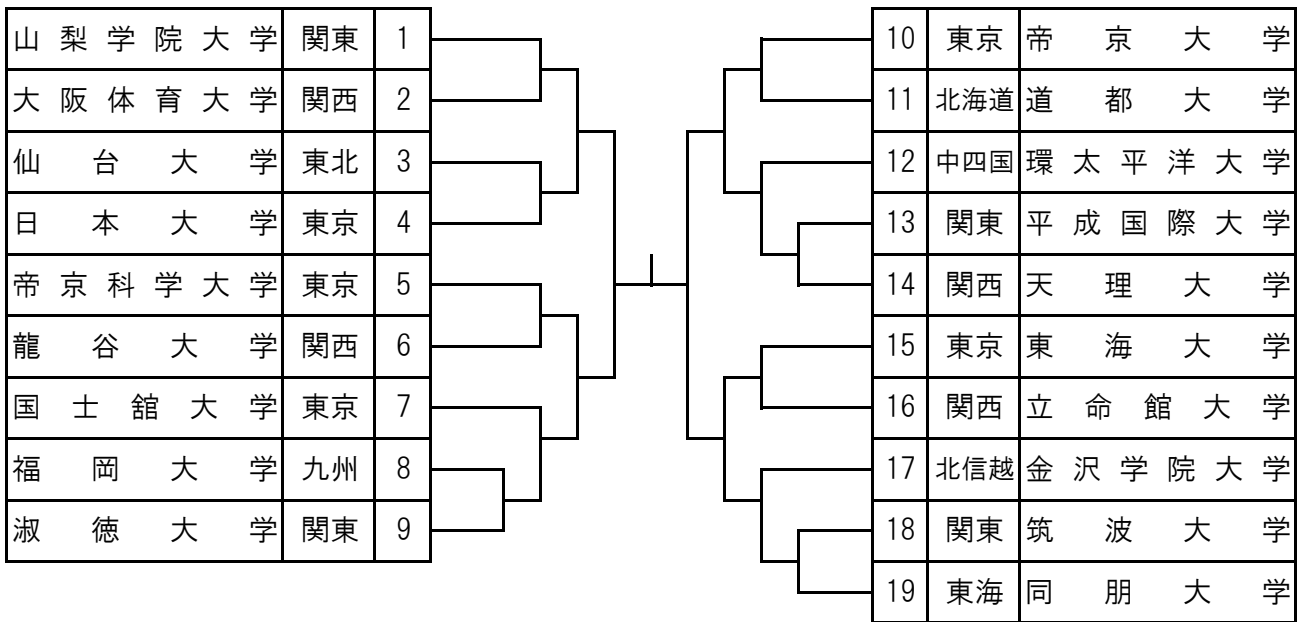 山梨学院大学 関東 1
大阪体育大学 関西 2
仙台大学 東北 3
日本大学 東京 4
帝京科学大学 東京 5
龍谷大学 関西 6
国士舘大学 東京 7
福岡大学 九州 8
淑徳大学 関東 9
10 東京 帝京大学
11 北海道 道都大学
12 中四国 環太平洋大学
13 関東 平成国際大学
14 関西 天理大学
15 東京 東海大学
16 関西 立命館大学
17 北信越 金沢学院大学
18 関東 筑波大学
19 東海 同朋大学